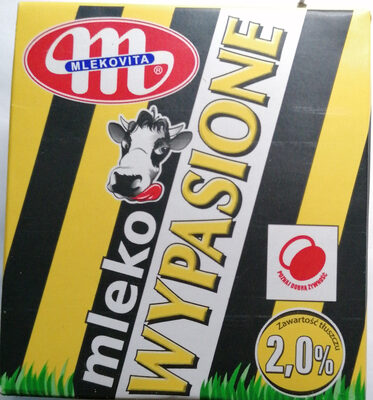 MLEKOVITA
®
mleko
WYPASIONE
POZNAJ DOBRĄ ŻYWNOŚĆ
Zawartość tłuszczu
2,0%